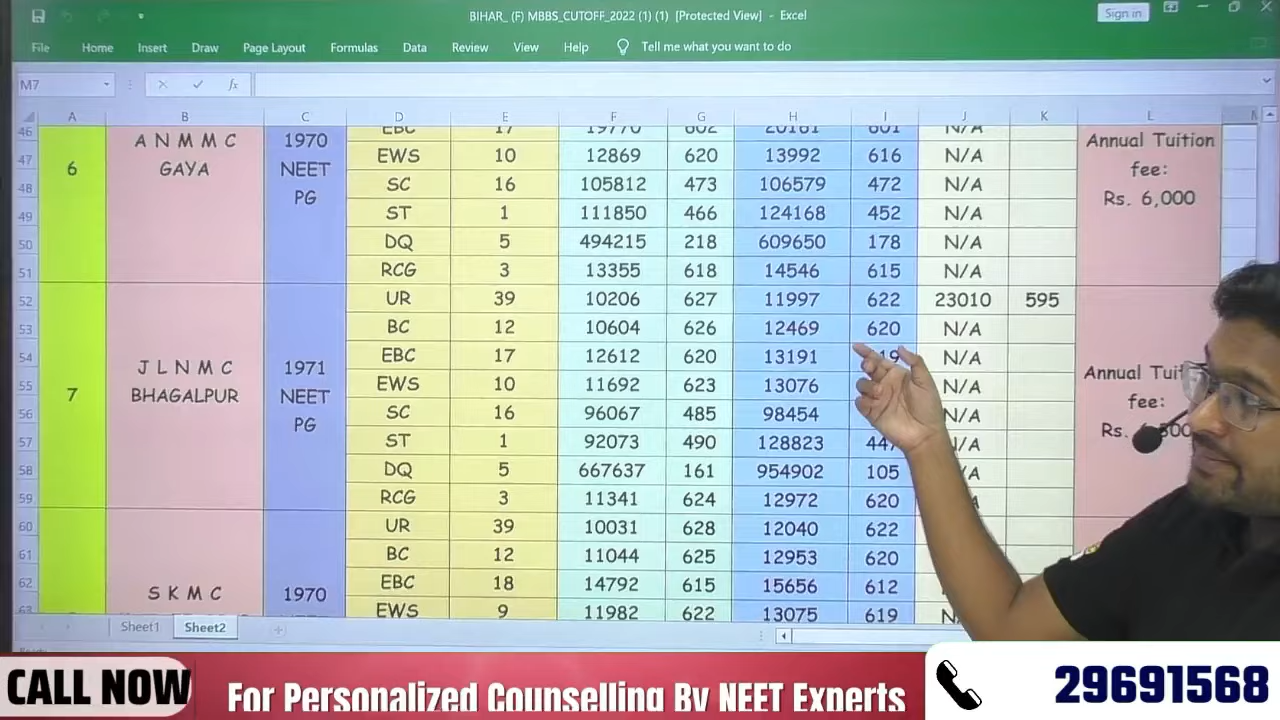 BIHAR_ (F) MBBS_CUTOFF_2022 (1) (1) [Protected View] - Excel
Sign in
File Home Insert Draw Page Layout Formulas Data Review View Help Tell me what you want to do
M7 fx
A B C D E F G H I J K L
46 EBC 17 19770 602 20161 601 N/A
A N M M C 1970 Annual Tuition
47 EWS 10 12869 620 13992 616 N/A
6 GAYA NEET fee:
48 SC 16 105812 473 106579 472 N/A
PG Rs. 6,000
49 ST 1 111850 466 124168 452 N/A
50 DQ 5 494215 218 609650 178 N/A
51 RCG 3 13355 618 14546 615 N/A
52 UR 39 10206 627 11997 622 23010 595
53 BC 12 10604 626 12469 620 N/A
54 EBC 17 12612 620 13191 N/A
J L N M C 1971 Annual
55 EWS 10 11692 623 13076 N/A
7 BHAGALPUR NEET fee:
56 SC 16 96067 485 98454 N/A
PG Rs.
57 ST 1 92073 490 128823
58 DQ 5 667637 161 954902 105
59 RCG 3 11341 624 12972 620
60 UR 39 10031 628 12040 622
61 BC 12 11044 625 12953 620
62 EBC 18 14792 615 15656 612
S K M C 1970
63 EWS 9 11982 622 13075 619
Sheet1 Sheet2
CALL NOW For Personalized Counselling By NEET Experts 29691568